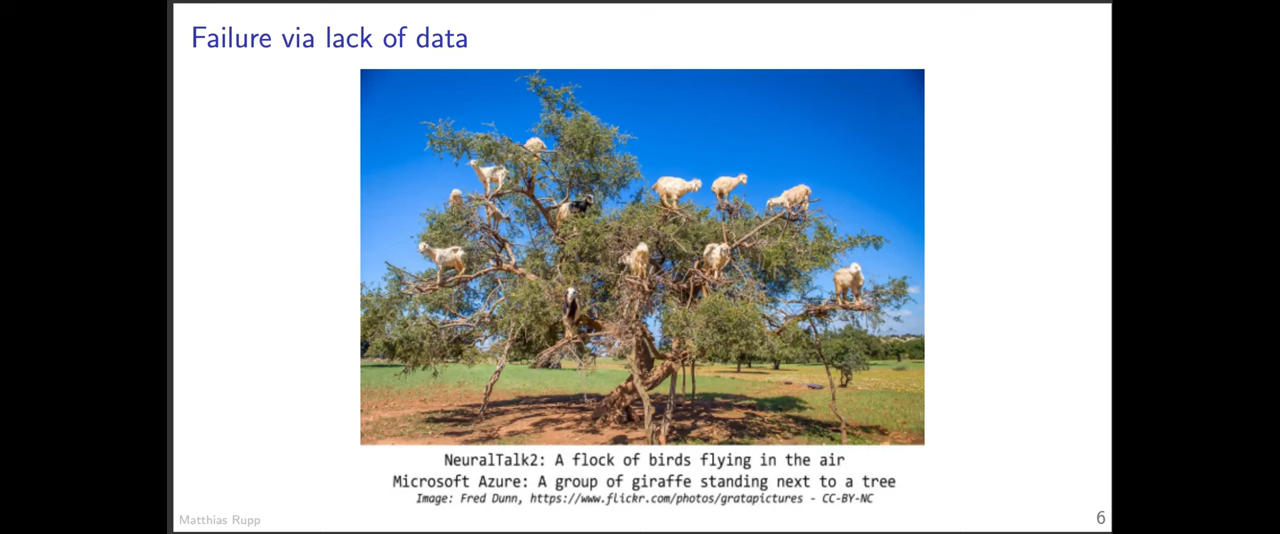 Failure via lack of data
NeuralTalk2: A flock of birds flying in the air
Microsoft Azure: A group of giraffe standing next to a tree
Image: Fred Dunn, https://www.flickr.com/photos/gratapictures - CC-BY-NC
Matthias Rupp
6